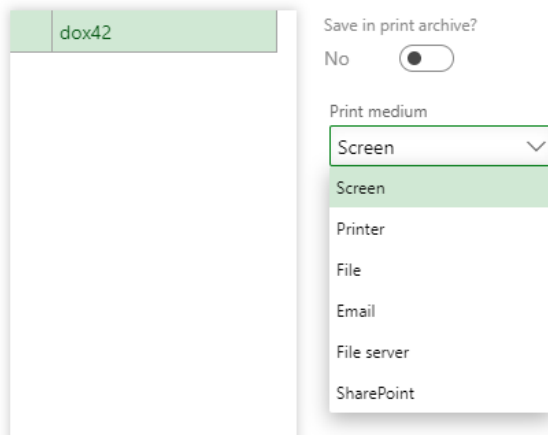 dox42
Save in print archive?
No
Print medium
Screen
Screen
Printer
File
Email
File server
SharePoint